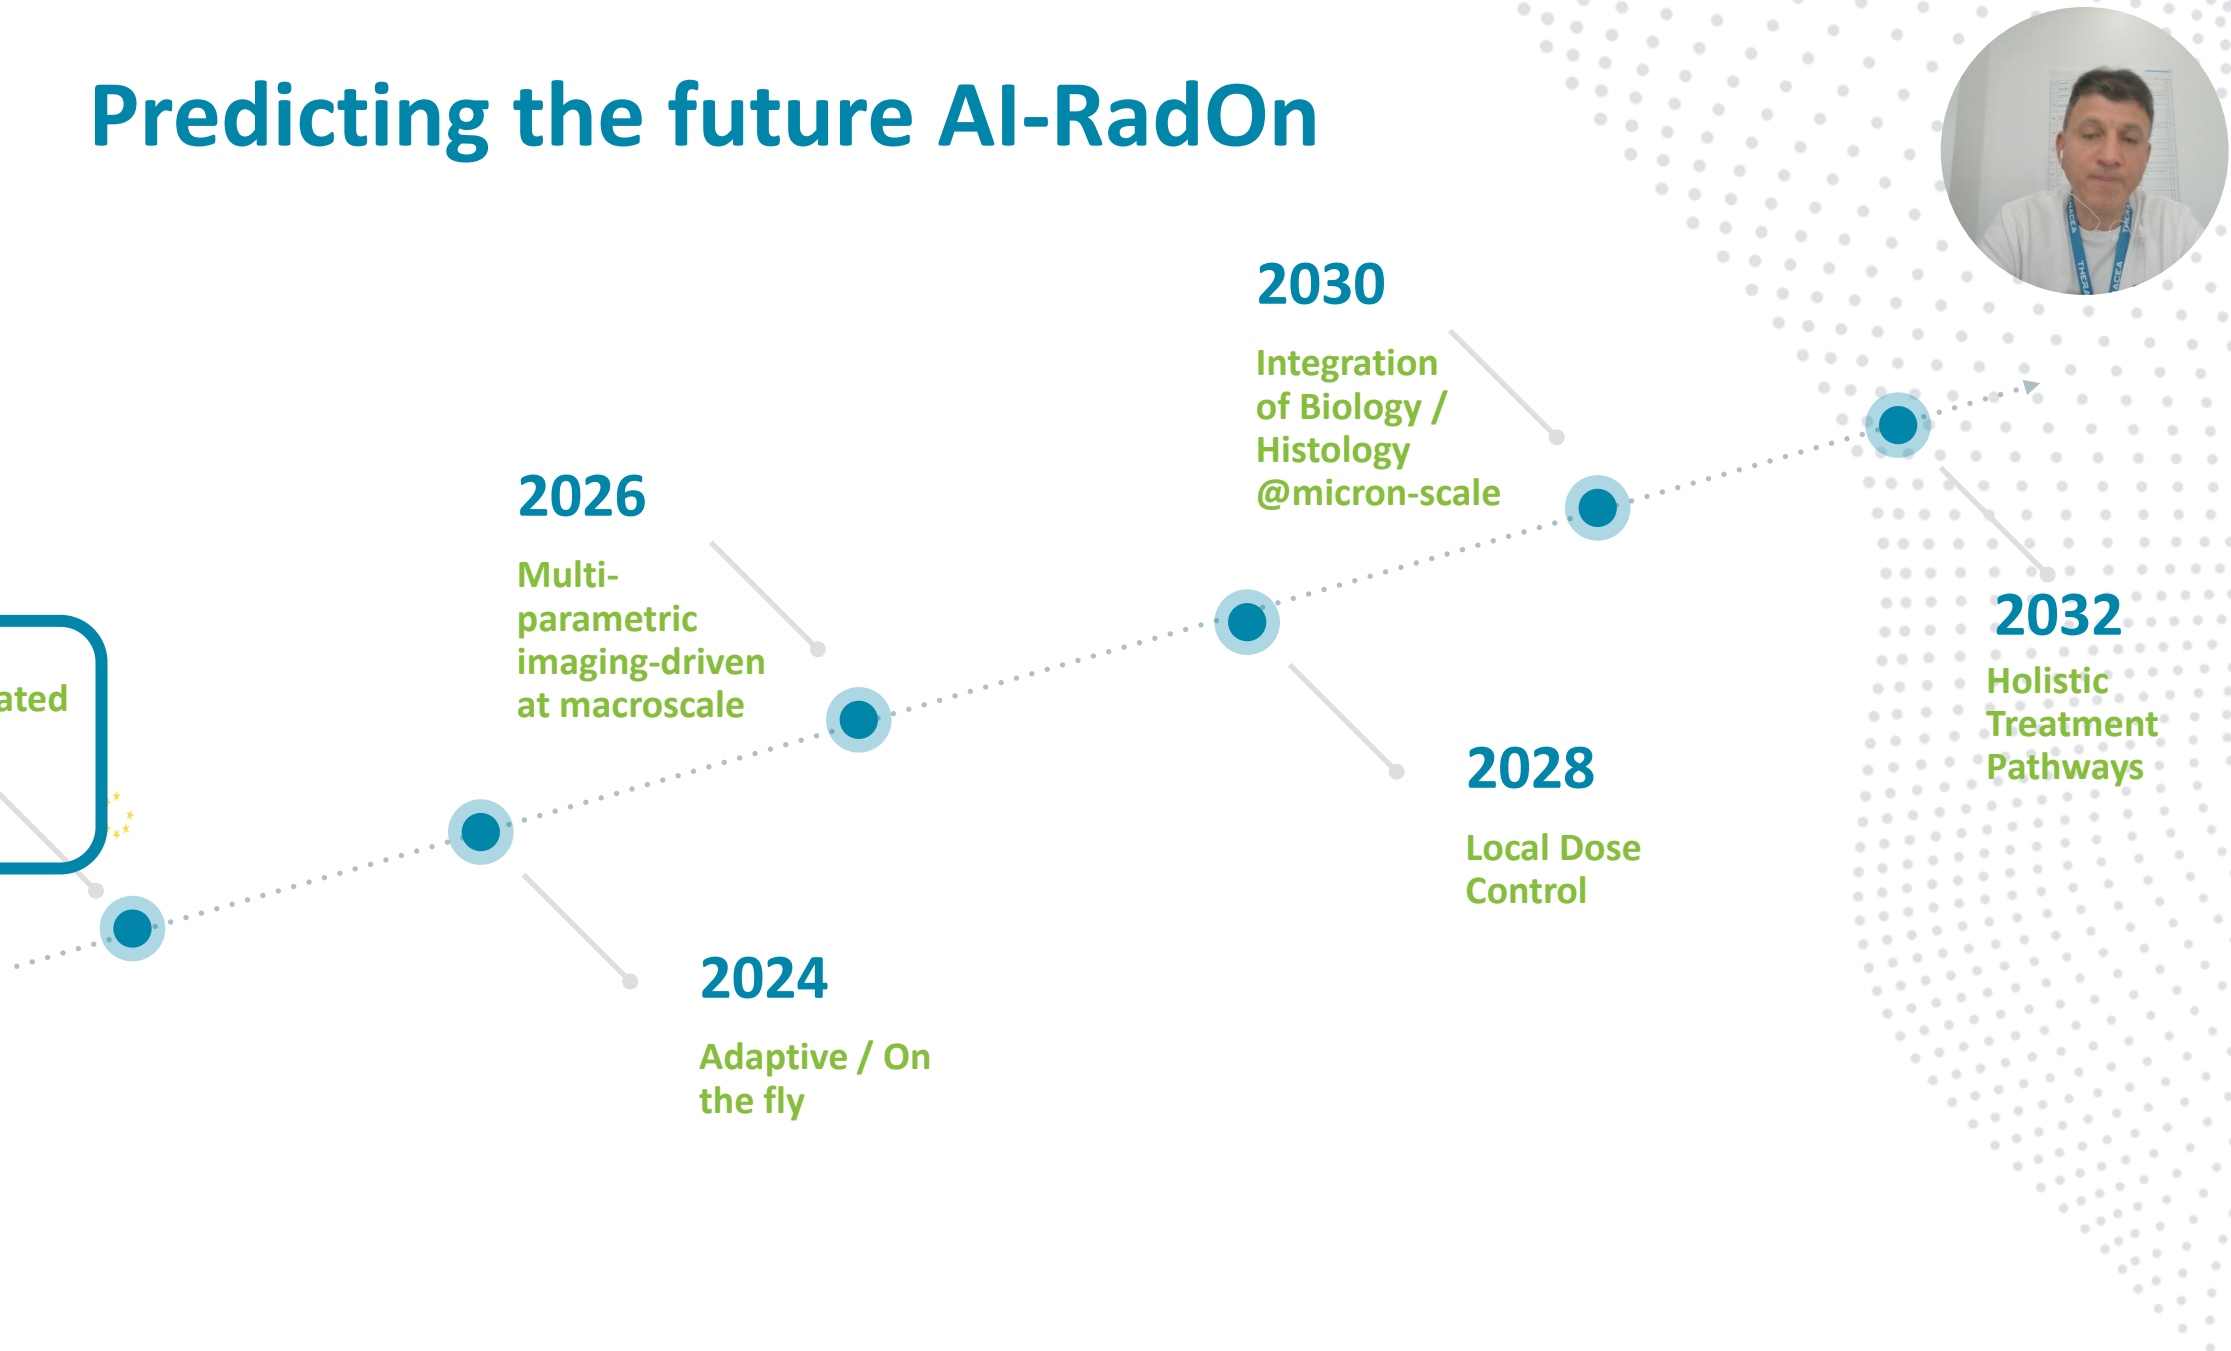 Predicting the future AI-RadOn
ated
2024
Adaptive / On
the fly
2026
Multi-
parametric
imaging-driven
at macroscale
2028
Local Dose
Control
2030
Integration
of Biology /
Histology
@micron-scale
2032
Holistic
Treatment
Pathways